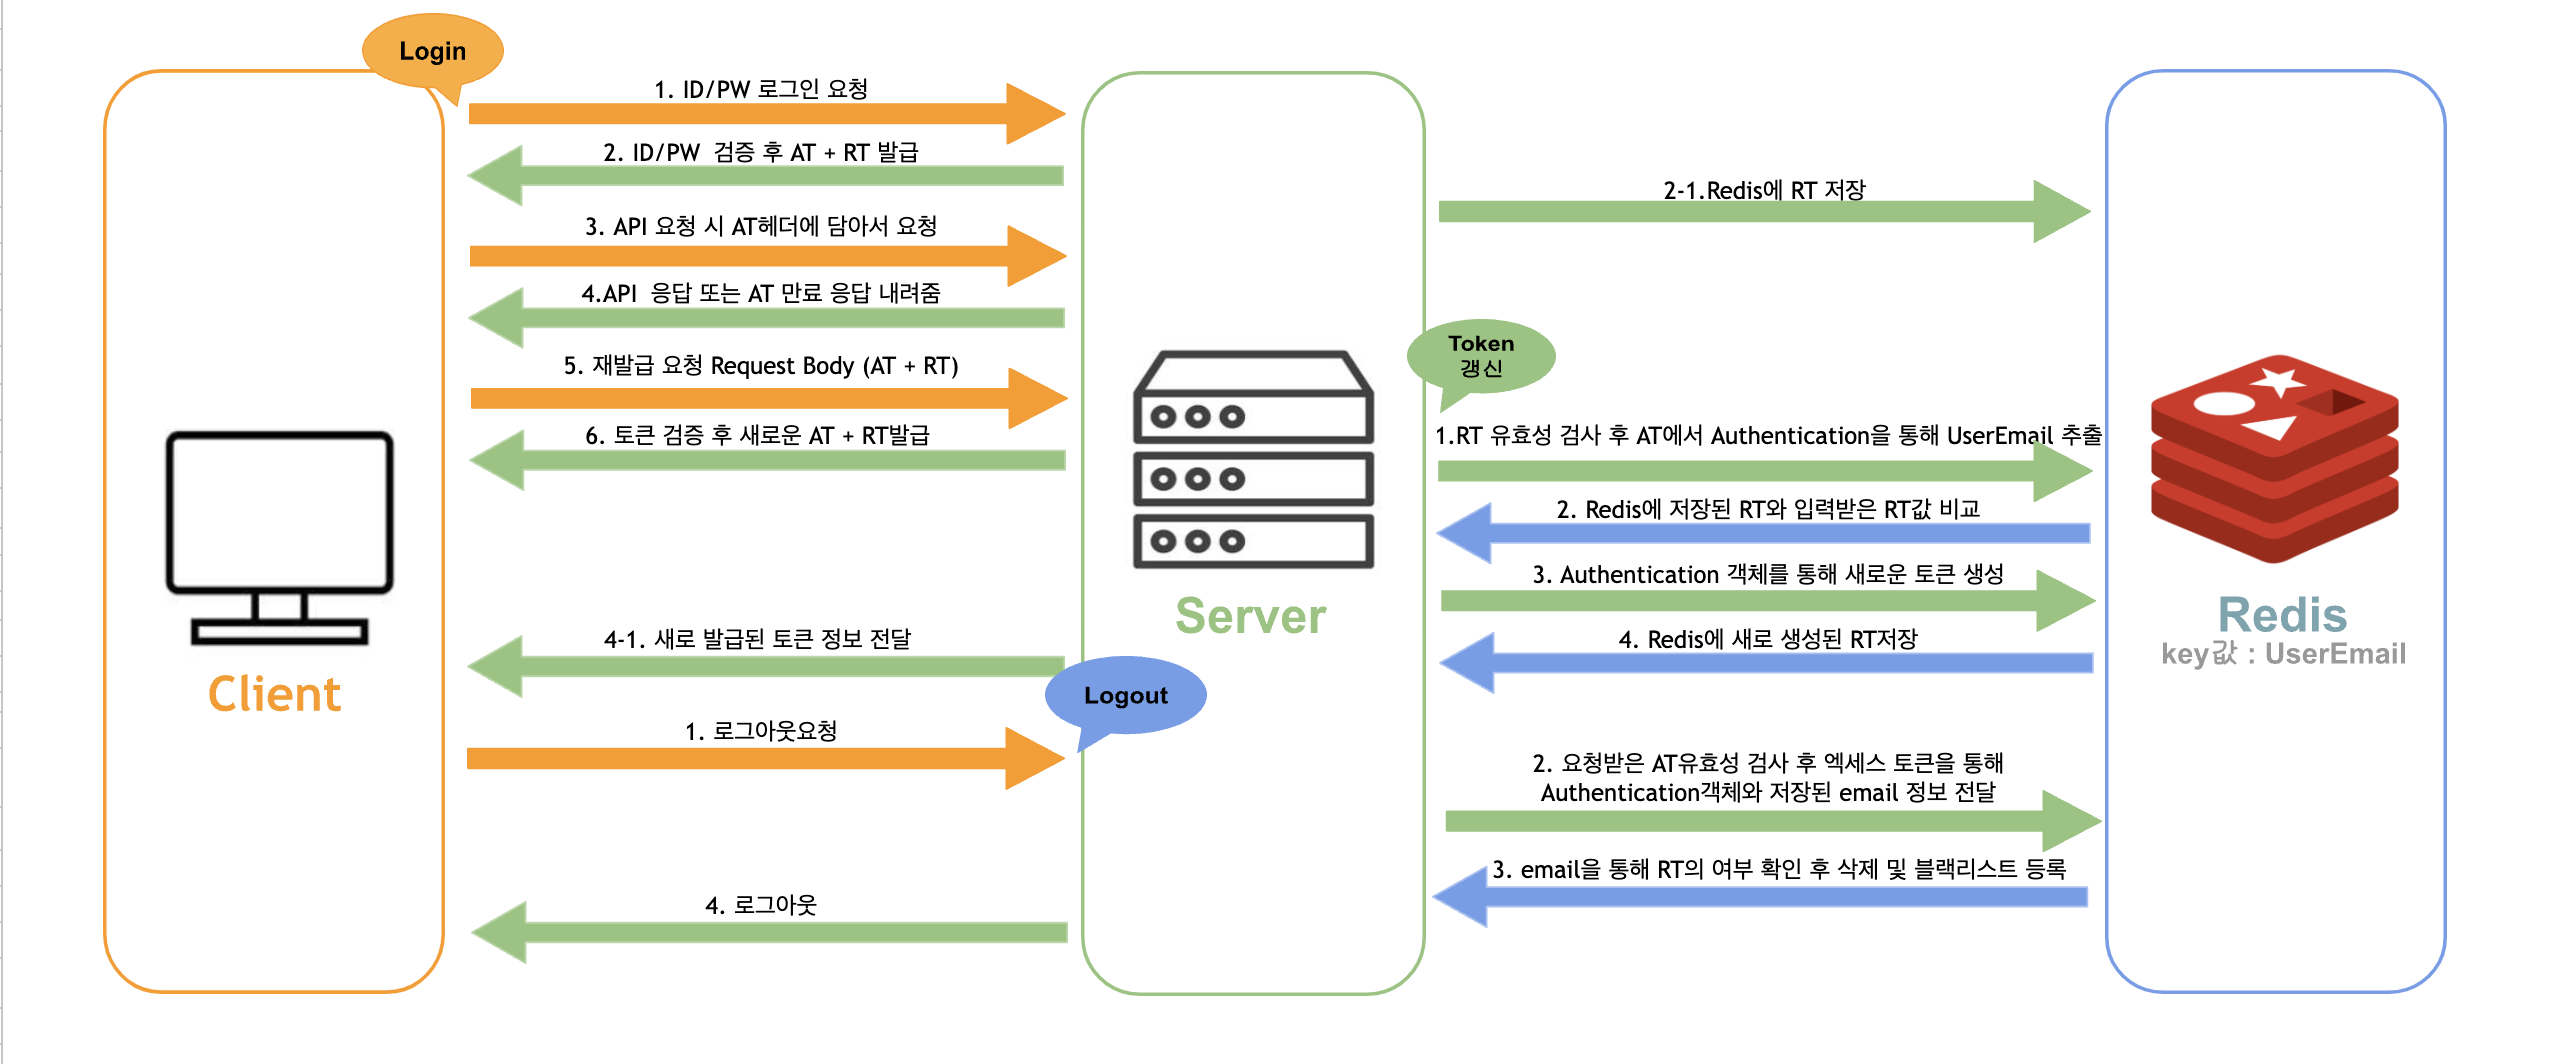 Login
1. ID/PW 로그인 요청
2. ID/PW  검증 후 AT + RT 발급
2-1.Redis에 RT 저장
3. API 요청 시 AT헤더에 담아서 요청
4.API  응답 또는 AT 만료 응답 내려줌
Token
갱신
5. 재발급 요청 Request Body (AT + RT)
6. 토큰 검증 후 새로운 AT + RT발급
1.RT 유효성 검사 후 AT에서 Authentication을 통해 UserEmail 추출
2. Redis에 저장된 RT와 입력받은 RT값 비교
3. Authentication 객체를 통해 새로운 토큰 생성
4. Redis에 새로 생성된 RT저장
4-1. 새로 발급된 토큰 정보 전달
Client
Server
Redis
key값 : UserEmail
Logout
1. 로그아웃요청
2. 요청받은 AT유효성 검사 후 엑세스 토큰을 통해
Authentication객체와 저장된 email 정보 전달
3. email을 통해 RT의 여부 확인 후 삭제 및 블랙리스트 등록
4. 로그아웃